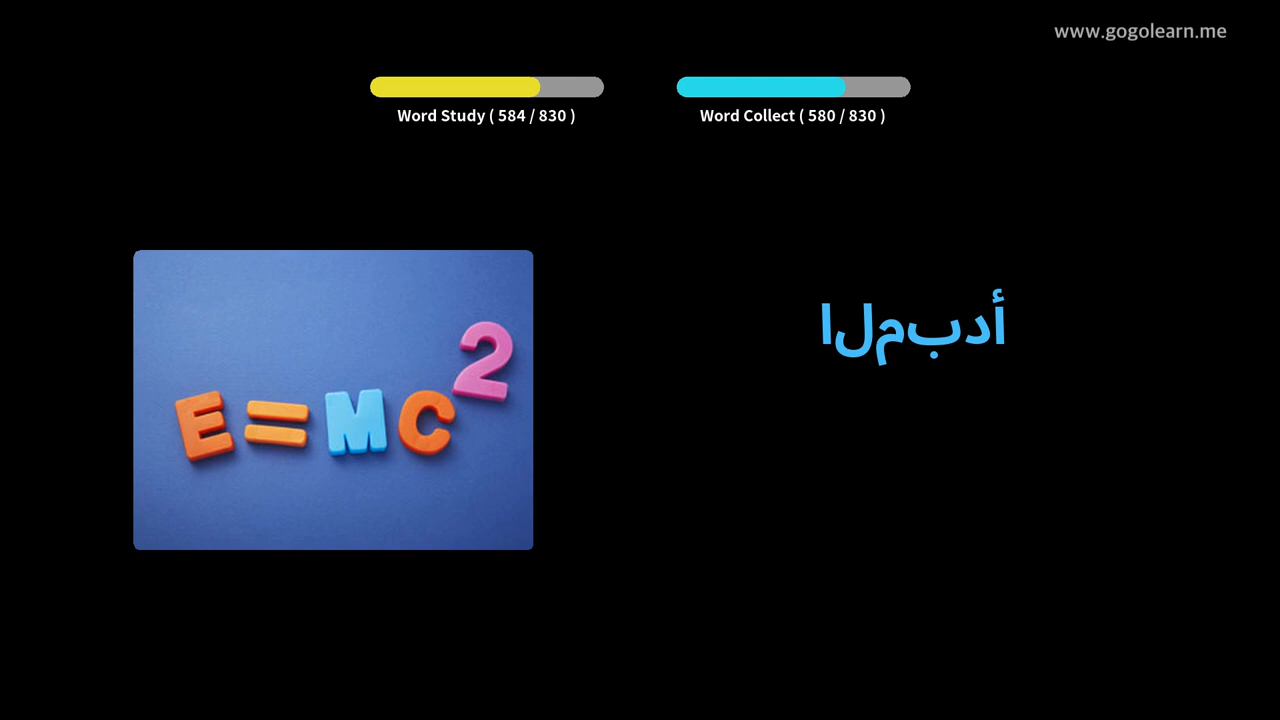 www.gogolearn.me
Word Study ( 584 / 830 )
Word Collect ( 580 / 830 )
المبدأ
E=MC2